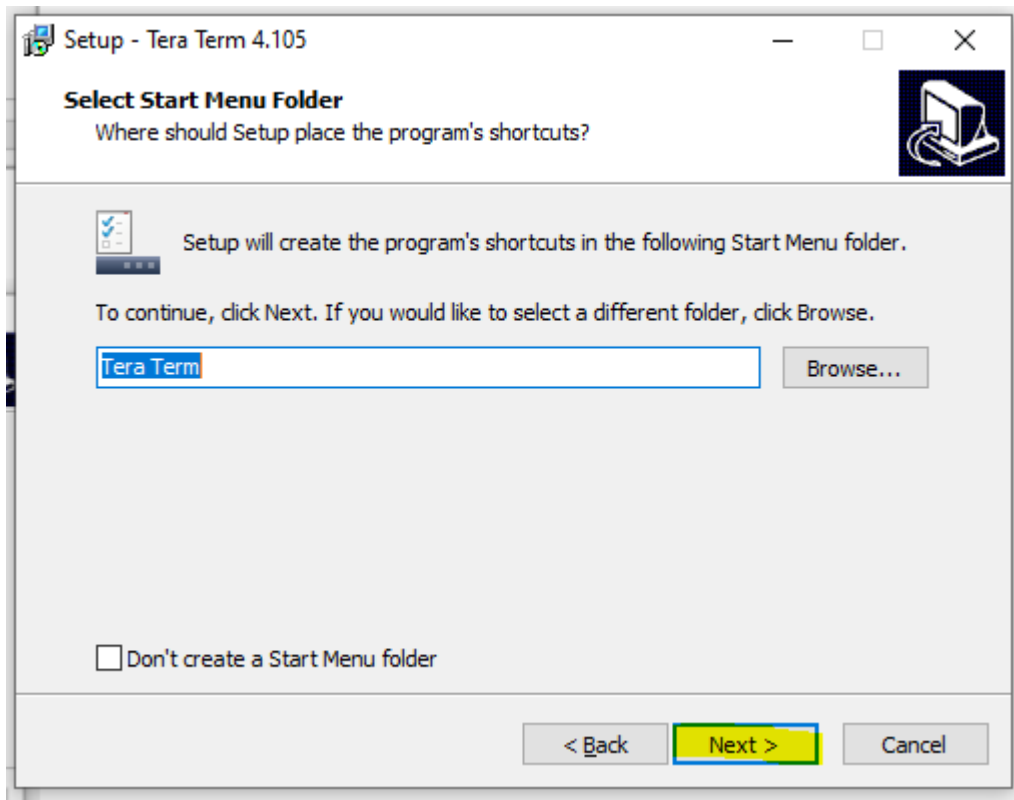 Setup - Tera Term 4.105
Select Start Menu Folder
Where should Setup place the program's shortcuts?
Setup will create the program's shortcuts in the following Start Menu folder.
To continue, click Next. If you would like to select a different folder, click Browse.
Tera Term
Browse...
Don't create a Start Menu folder
< Back
Next >
Cancel